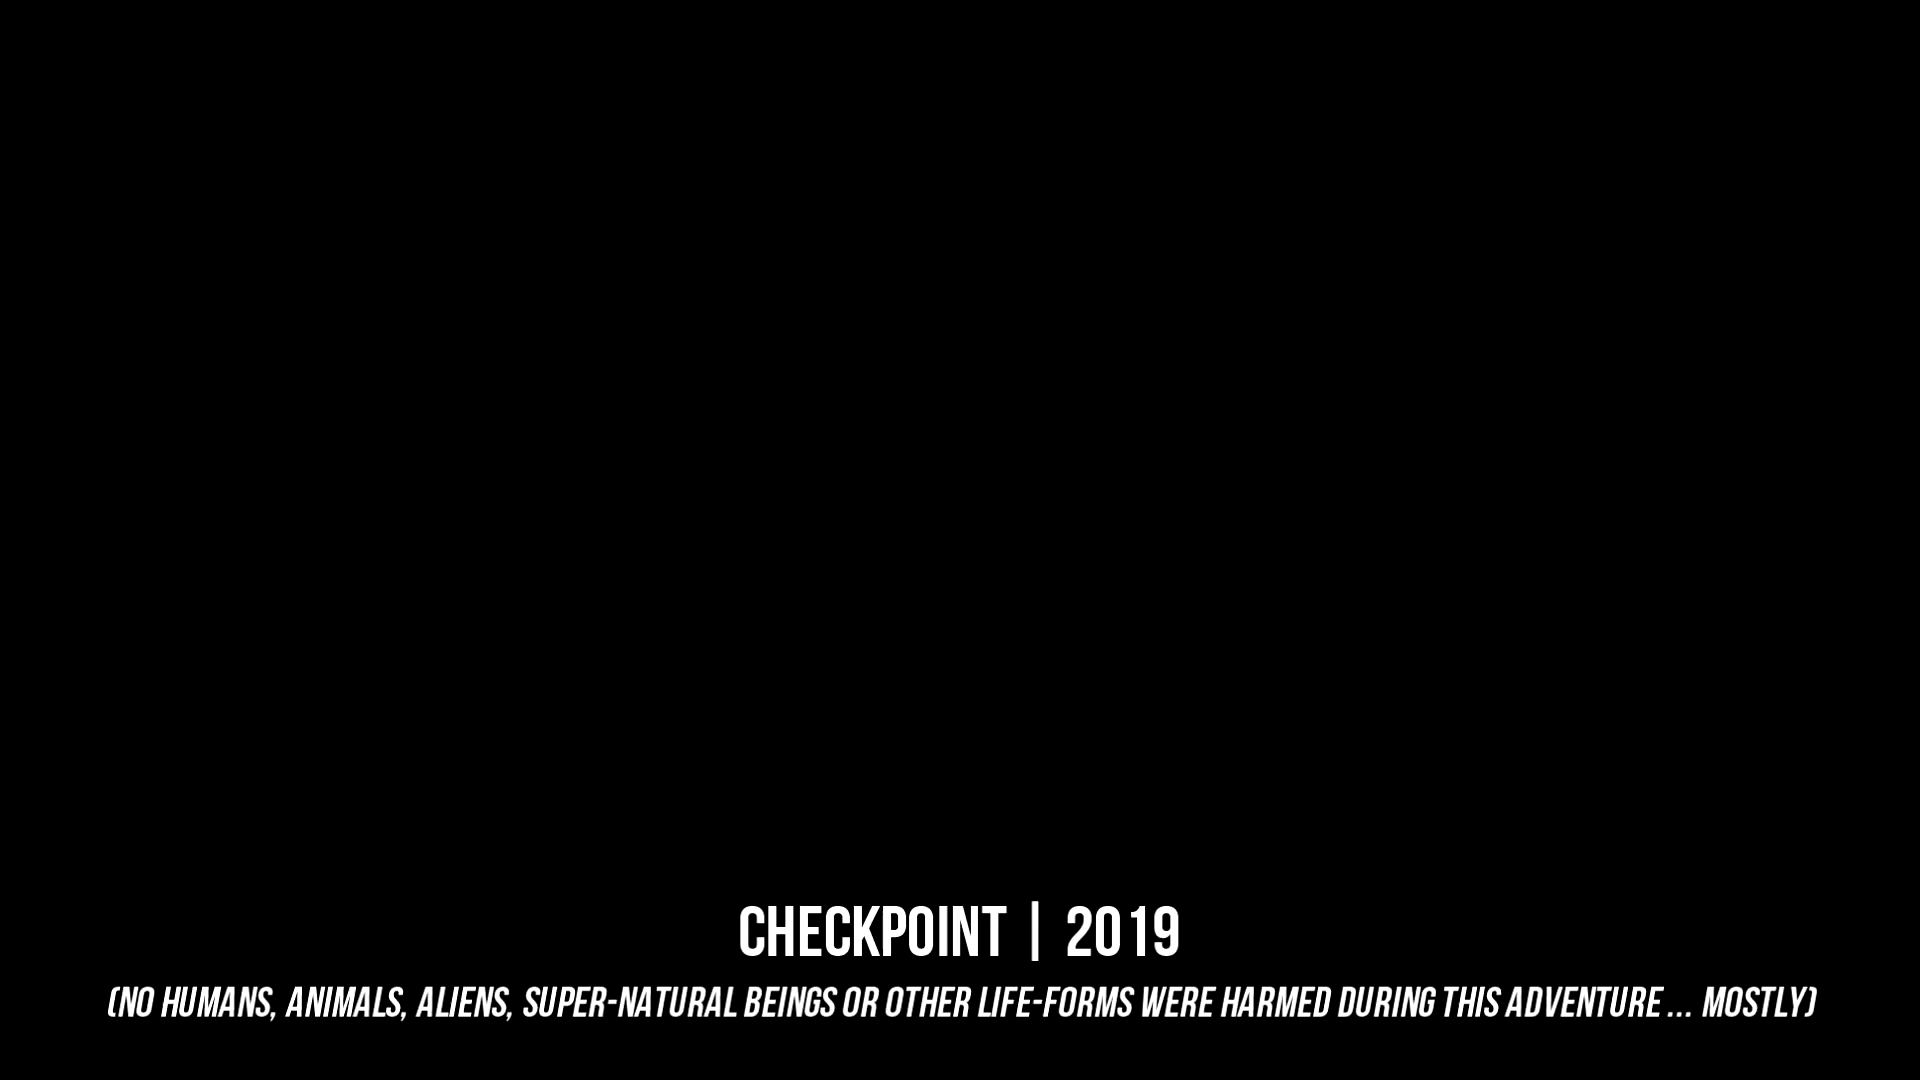 CHECKPOINT | 2019
(NO HUMANS, ANIMALS, ALIENS, SUPER-NATURAL BEINGS OR OTHER LIFE-FORMS WERE HARMED DURING THIS ADVENTURE ... MOSTLY)